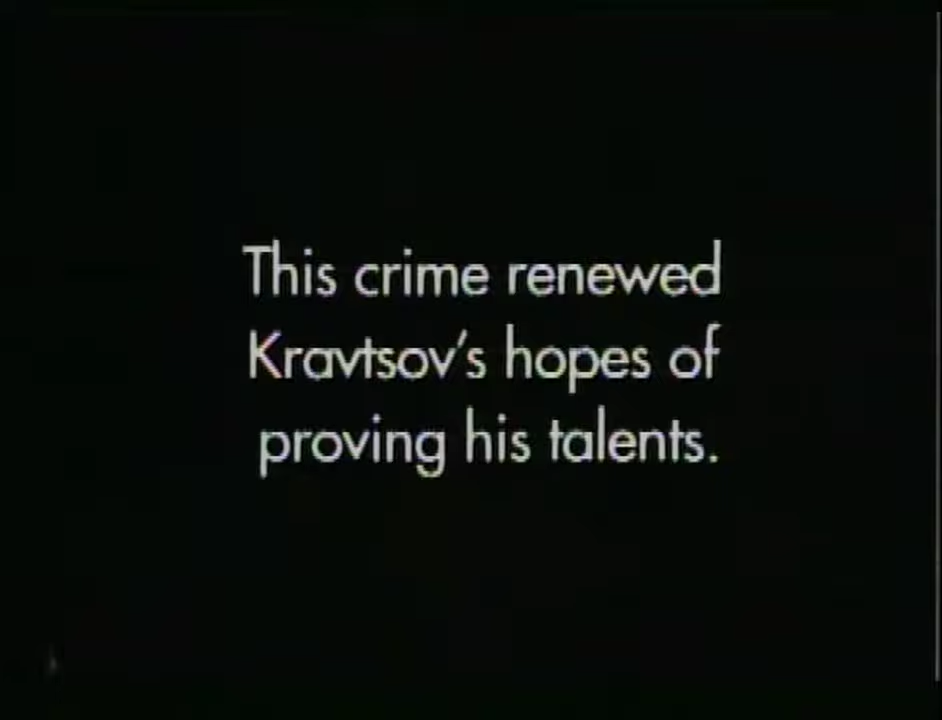 This crime renewed
Kravtsov's hopes of
proving his talents.